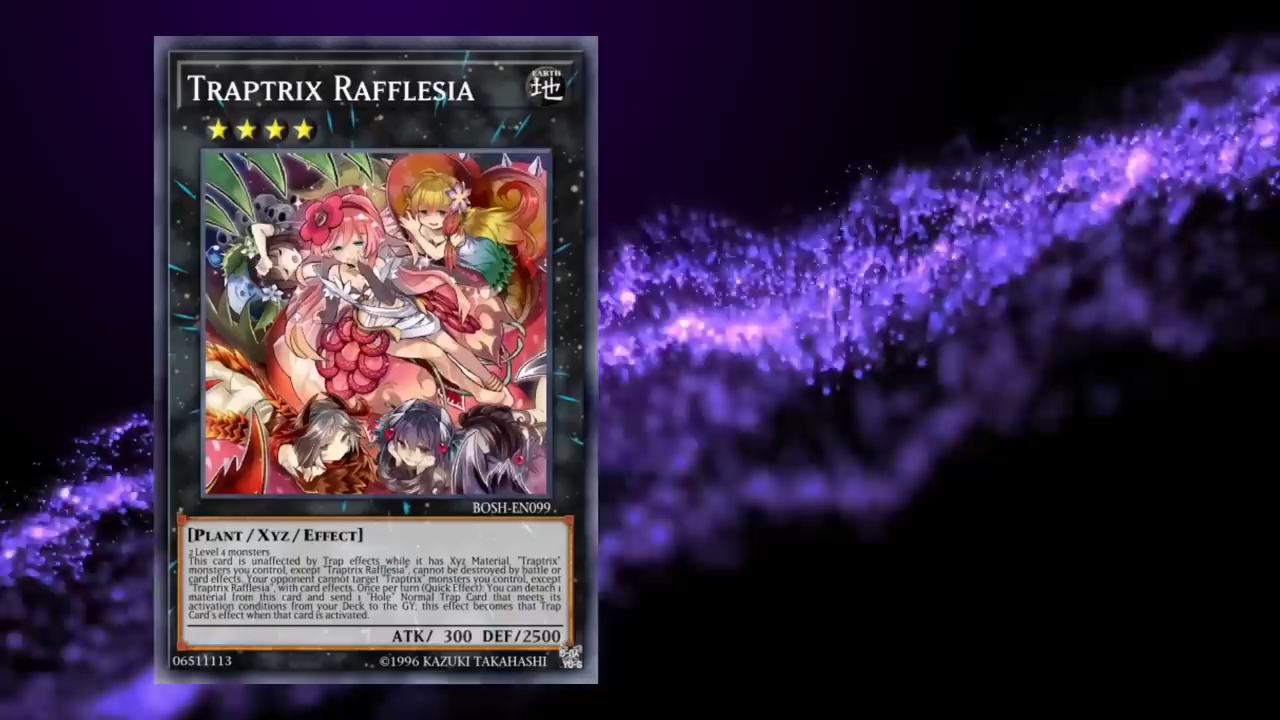 TRAPTRIX RAFFLESIA
EARTH
地
BOSH-EN099
[PLANT / XYZ / EFFECT]
2 Level 4 monsters
This card is unaffected by Trap effects while it has Xyz Material. "Traptrix"
monsters you control, except "Traptrix Rafflesia", cannot be destroyed by battle or
card effects. Your opponent cannot target "Traptrix" monsters you control, except
"Traptrix Rafflesia", with card effects. Once per turn (Quick Effect): You can detach 1
material from this card and send 1 "Hole" Normal Trap Card that meets its
activation conditions from your Deck to the GY; this effect becomes that Trap
Card's effect when that card is activated.
ATK/ 300 DEF/2500
06511113
©1996 KAZUKI TAKAHASHI